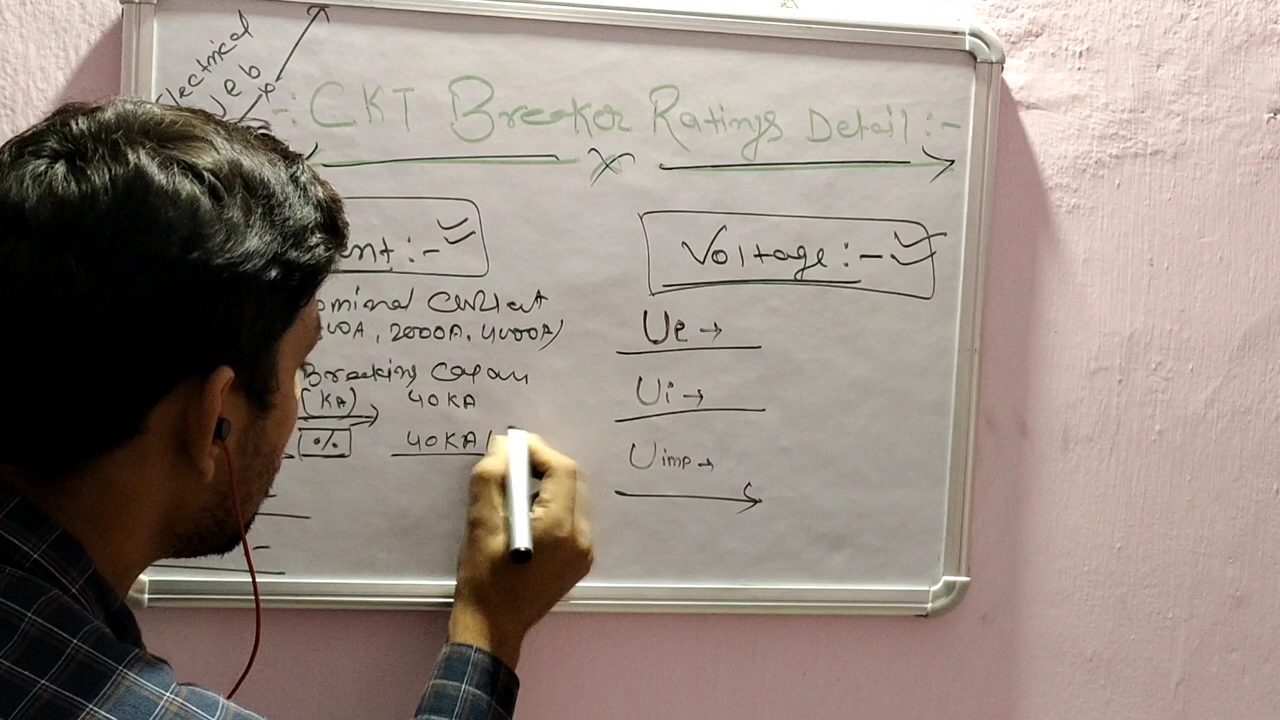 Electrical
-: CKT Breaker Ratings Detail :-
ent :-
ominal current
00A, 2000A, 4000A)
Breaking Capa
(KA) → 40KA
% 40KA
Voltage :-
Ue →
Ui →
Uimp →